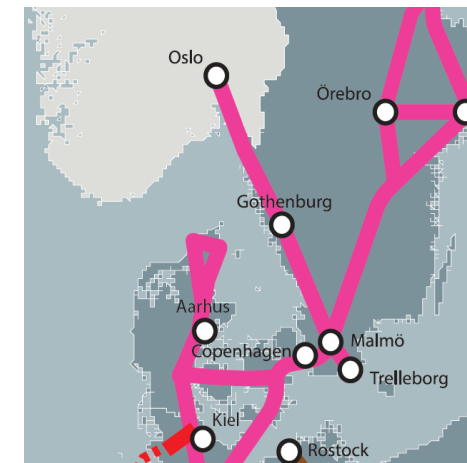 Oslo
Örebro
Gothenburg
Aarhus
Copenhagen
Malmö
Trelleborg
Kiel
Rostock